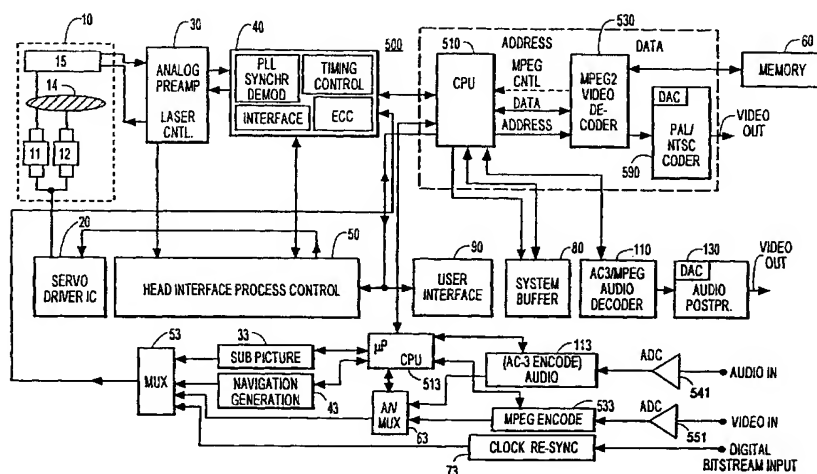 10
15
14
11
12
30
ANALOG
PREAMP
LASER
CNTL.
40
PLL
SYNCHR
DEMOD
TIMING
CONTROL
INTERFACE
ECC
500
510
CPU
ADDRESS
MPEG
CNTL
DATA
ADDRESS
530
MPEG2
VIDEO DE-
CODER
DATA
DAC
PAL/
NTSC
CODER
590
60
MEMORY
VIDEO
OUT
20
SERVO
DRIVER IC
50
HEAD INTERFACE PROCESS CONTROL
90
USER
INTERFACE
80
SYSTEM
BUFFER
110
AC3/MPEG
AUDIO
DECODER
130
DAC
AUDIO
POSTPR.
VIDEO
OUT
53
MUX
33
SUB PICTURE
NAVIGATION
GENERATION
43
µP
CPU
513
A/V
MUX
63
113
(AC-3 ENCODE)
AUDIO
ADC
541
AUDIO IN
MPEG ENCODE
533
ADC
551
VIDEO IN
CLOCK RE-SYNC
73
DIGITAL
BITSTREAM INPUT